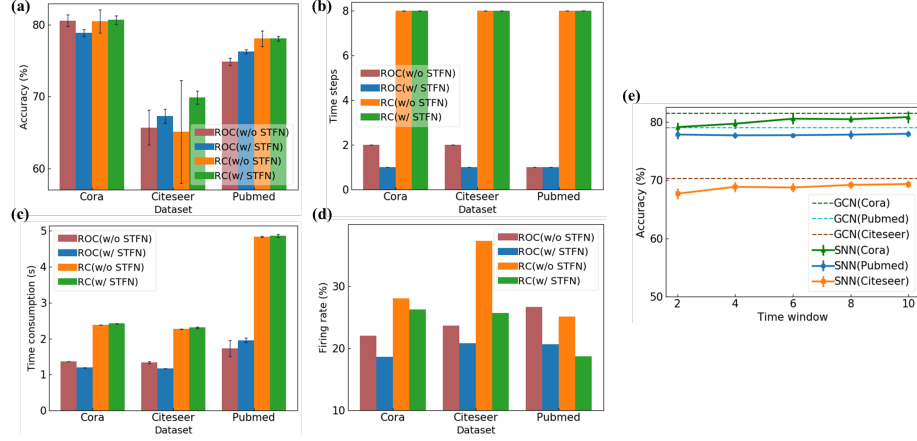 (a)
80
70
60
Accuracy (%)
ROC(w/o STFN)
ROC(w/ STFN)
RC(w/o STFN)
RC(w/ STFN)
Cora
Citeseer
Pubmed
Dataset
(b)
8
6
4
2
0
Time steps
ROC(w/o STFN)
ROC(w/ STFN)
RC(w/o STFN)
RC(w/ STFN)
Cora
Citeseer
Pubmed
Dataset
(c)
5
4
3
2
1
0
Time consumption (s)
ROC(w/o STFN)
ROC(w/ STFN)
RC(w/o STFN)
RC(w/ STFN)
Cora
Citeseer
Pubmed
Dataset
(d)
30
20
10
Firing rate (%)
ROC(w/o STFN)
ROC(w/ STFN)
RC(w/o STFN)
RC(w/ STFN)
Cora
Citeseer
Pubmed
Dataset
(e)
80
70
60
50
Accuracy (%)
GCN(Cora)
GCN(Pubmed)
GCN(Citeseer)
SNN(Cora)
SNN(Pubmed)
SNN(Citeseer)
2
4
6
8
10
Time window